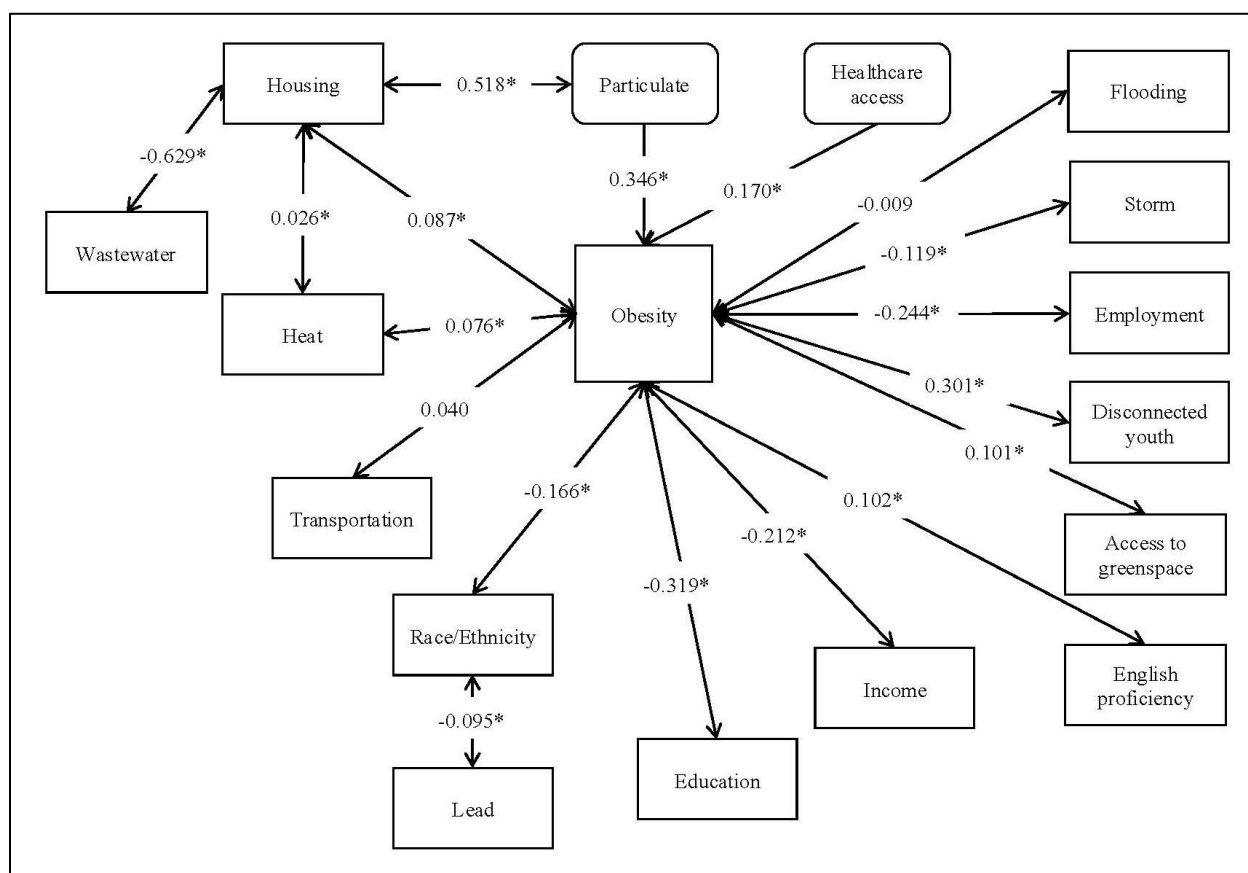 Housing
0.518*
Particulate
Healthcare
access
Flooding
-0.629*
0.346*
0.170*
-0.009
0.026*
0.087*
Storm
Wastewater
-0.119*
Heat
0.076*
Obesity
-0.244*
Employment
0.301*
0.040
Disconnected
youth
0.101*
Transportation
-0.166*
0.102*
-0.212*
Access to
greenspace
-0.319*
Race/Ethnicity
Income
English
proficiency
-0.095*
Education
Lead